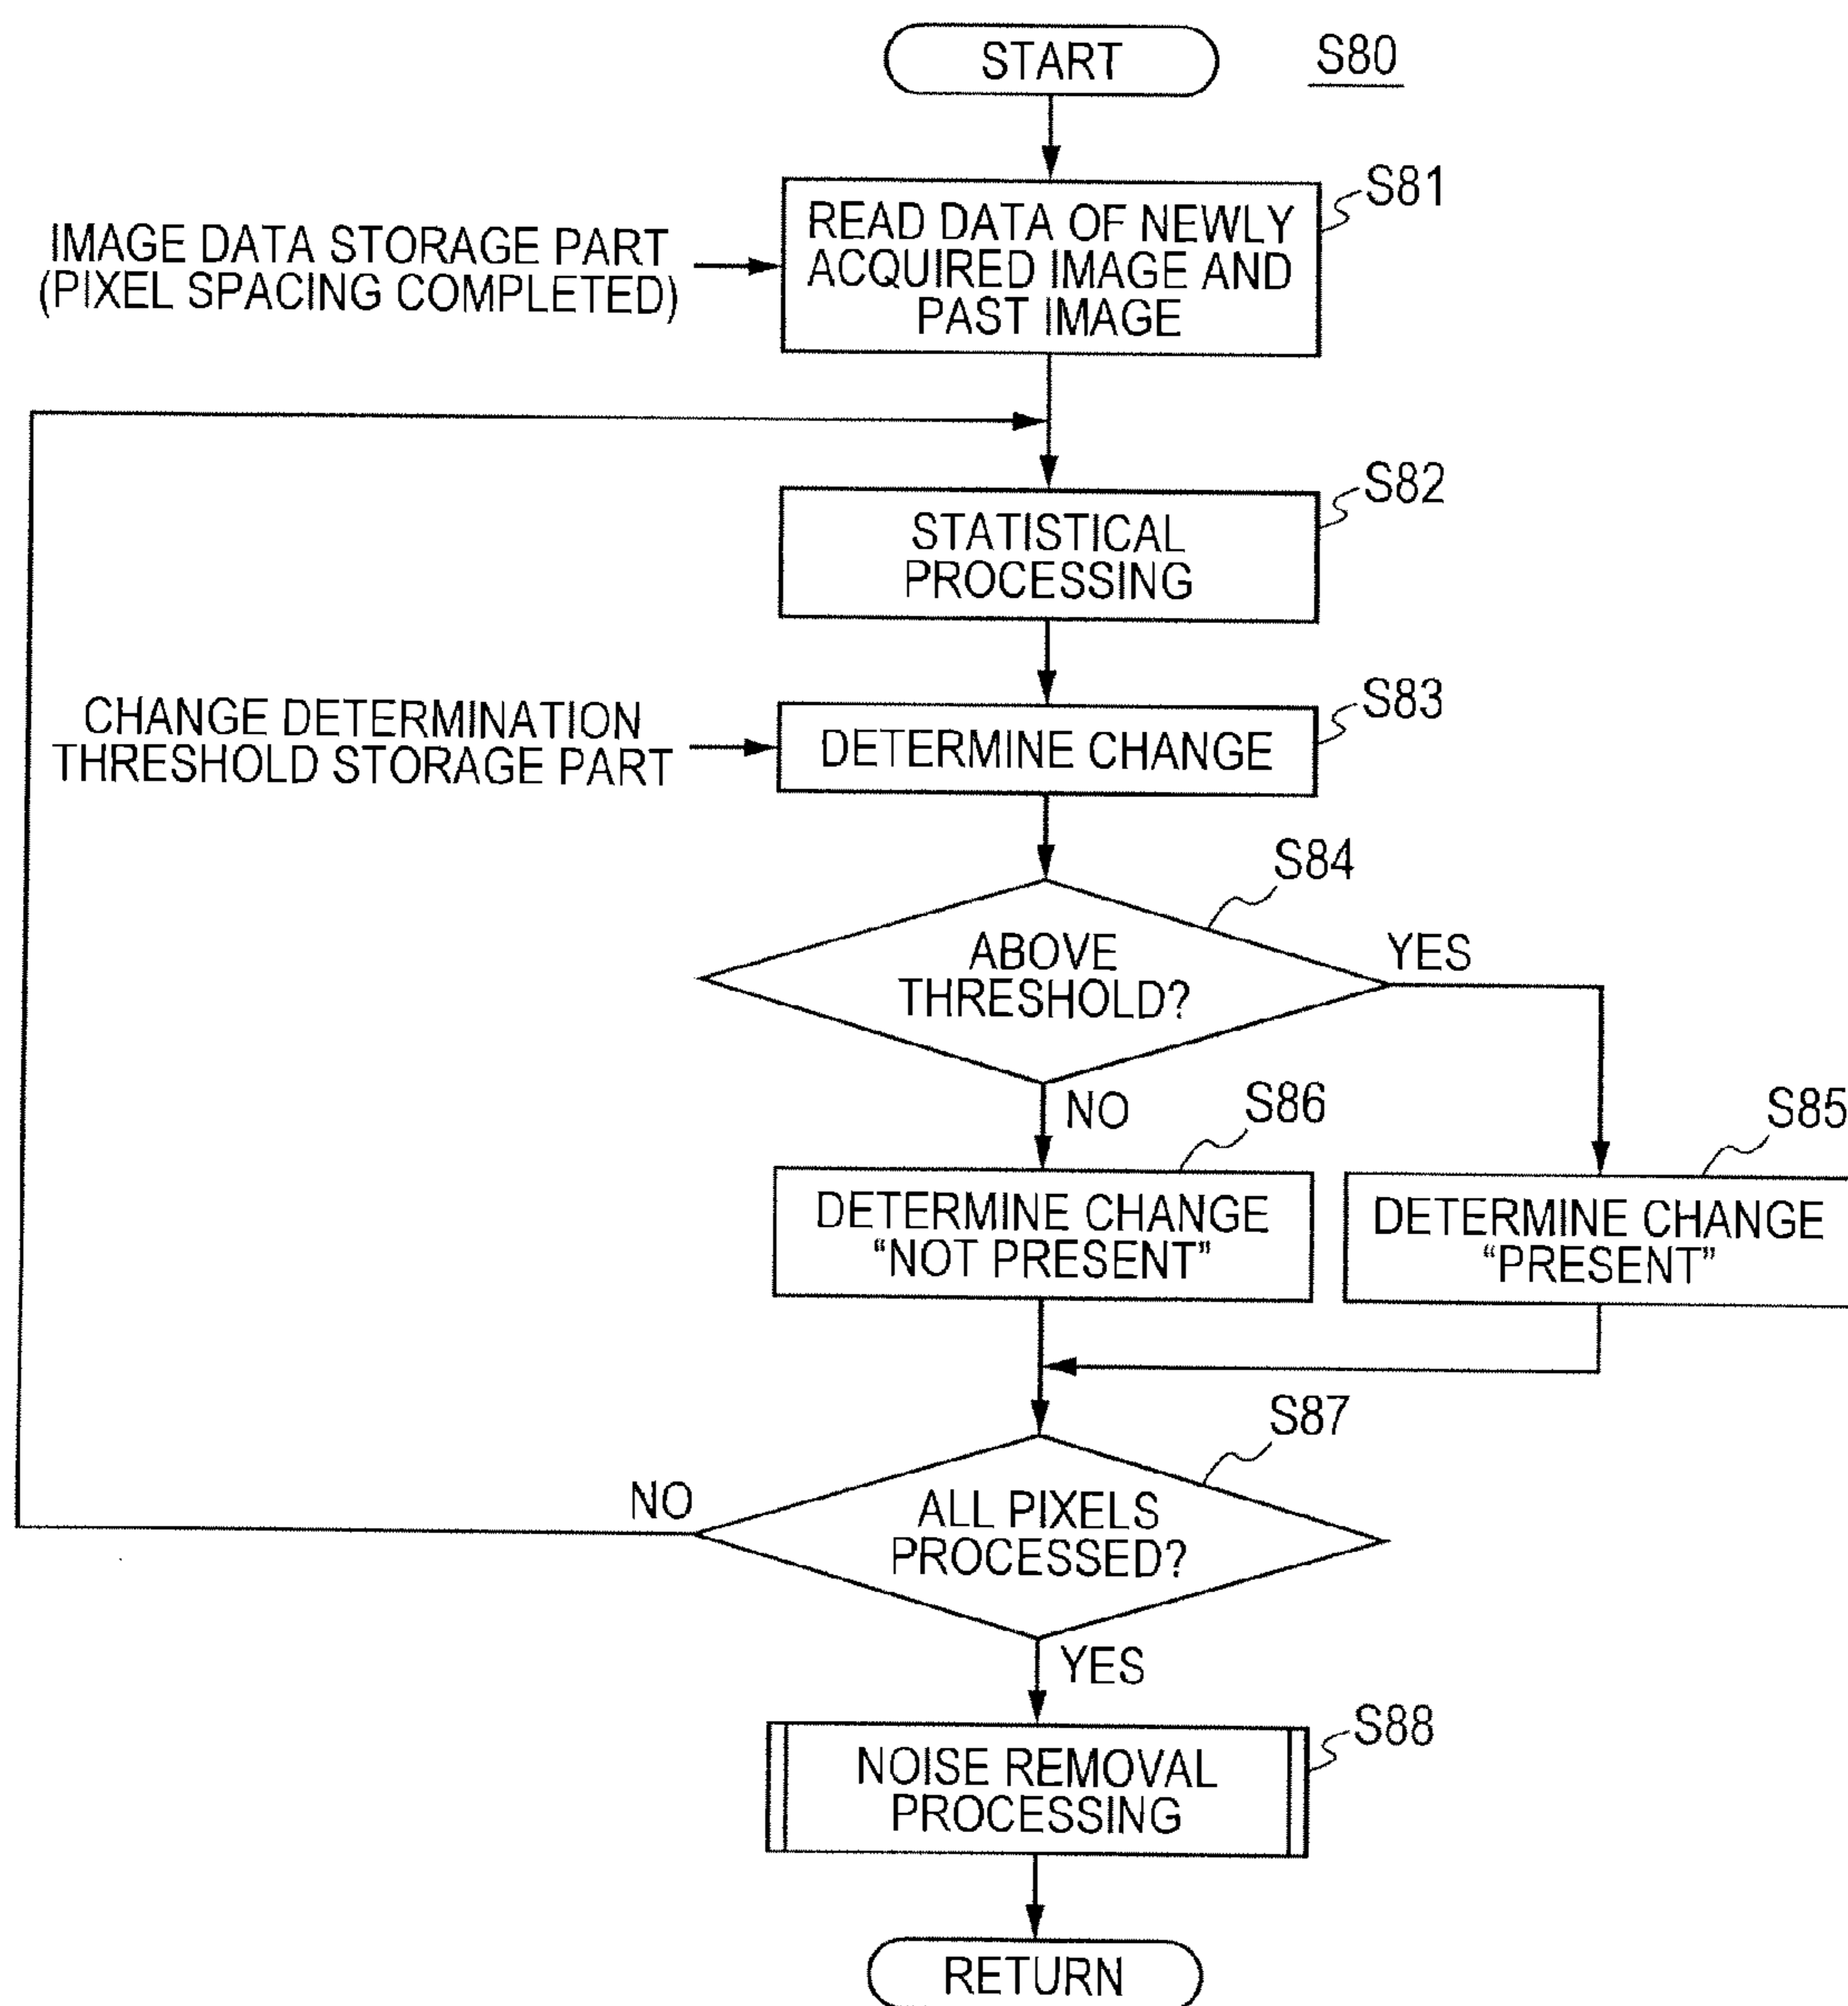 START
S80
S81
READ DATA OF NEWLY
ACQUIRED IMAGE AND
PAST IMAGE
IMAGE DATA STORAGE PART
(PIXEL SPACING COMPLETED)
S82
STATISTICAL
PROCESSING
S83
CHANGE DETERMINATION
THRESHOLD STORAGE PART
DETERMINE CHANGE
S84
ABOVE
THRESHOLD?
YES
NO
S86
S85
DETERMINE CHANGE
“NOT PRESENT”
DETERMINE CHANGE
“PRESENT”
S87
NO
ALL PIXELS
PROCESSED?
YES
S88
NOISE REMOVAL
PROCESSING
RETURN